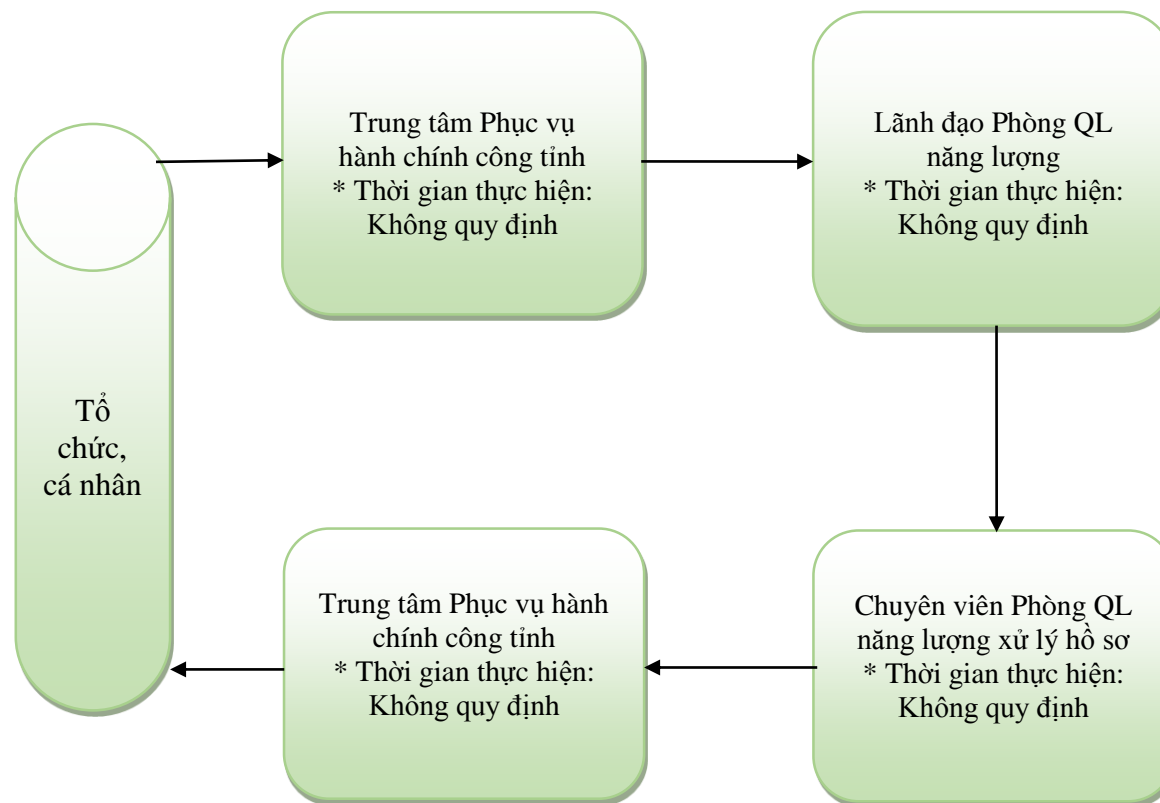 Trung tâm Phục vụ
hành chính công tỉnh
* Thời gian thực hiện:
Không quy định
Lãnh đạo Phòng QL
năng lượng
* Thời gian thực hiện:
Không quy định
Tổ
chức,
cá nhân
Trung tâm Phục vụ hành
chính công tỉnh
* Thời gian thực hiện:
Không quy định
Chuyên viên Phòng QL
năng lượng xử lý hồ sơ
* Thời gian thực hiện:
Không quy định